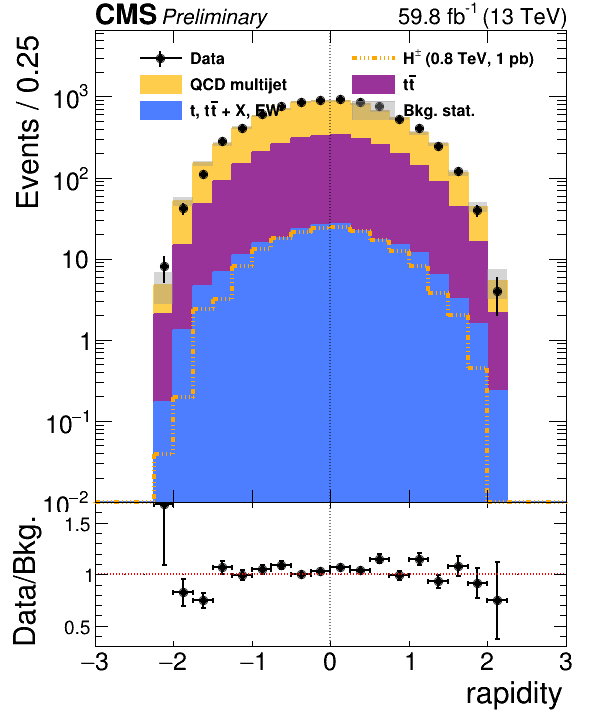 CMS Preliminary 59.8 fb⁻¹ (13 TeV)
Data
H± (0.8 TeV, 1 pb)
QCD multijet
tt̅
t, tt̅ + X, EW
Bkg. stat.
Events / 0.25
10³
10²
10
1
10⁻¹
10⁻²
Data/Bkg.
1.5
1
0.5
−3 −2 −1 0 1 2 3
rapidity